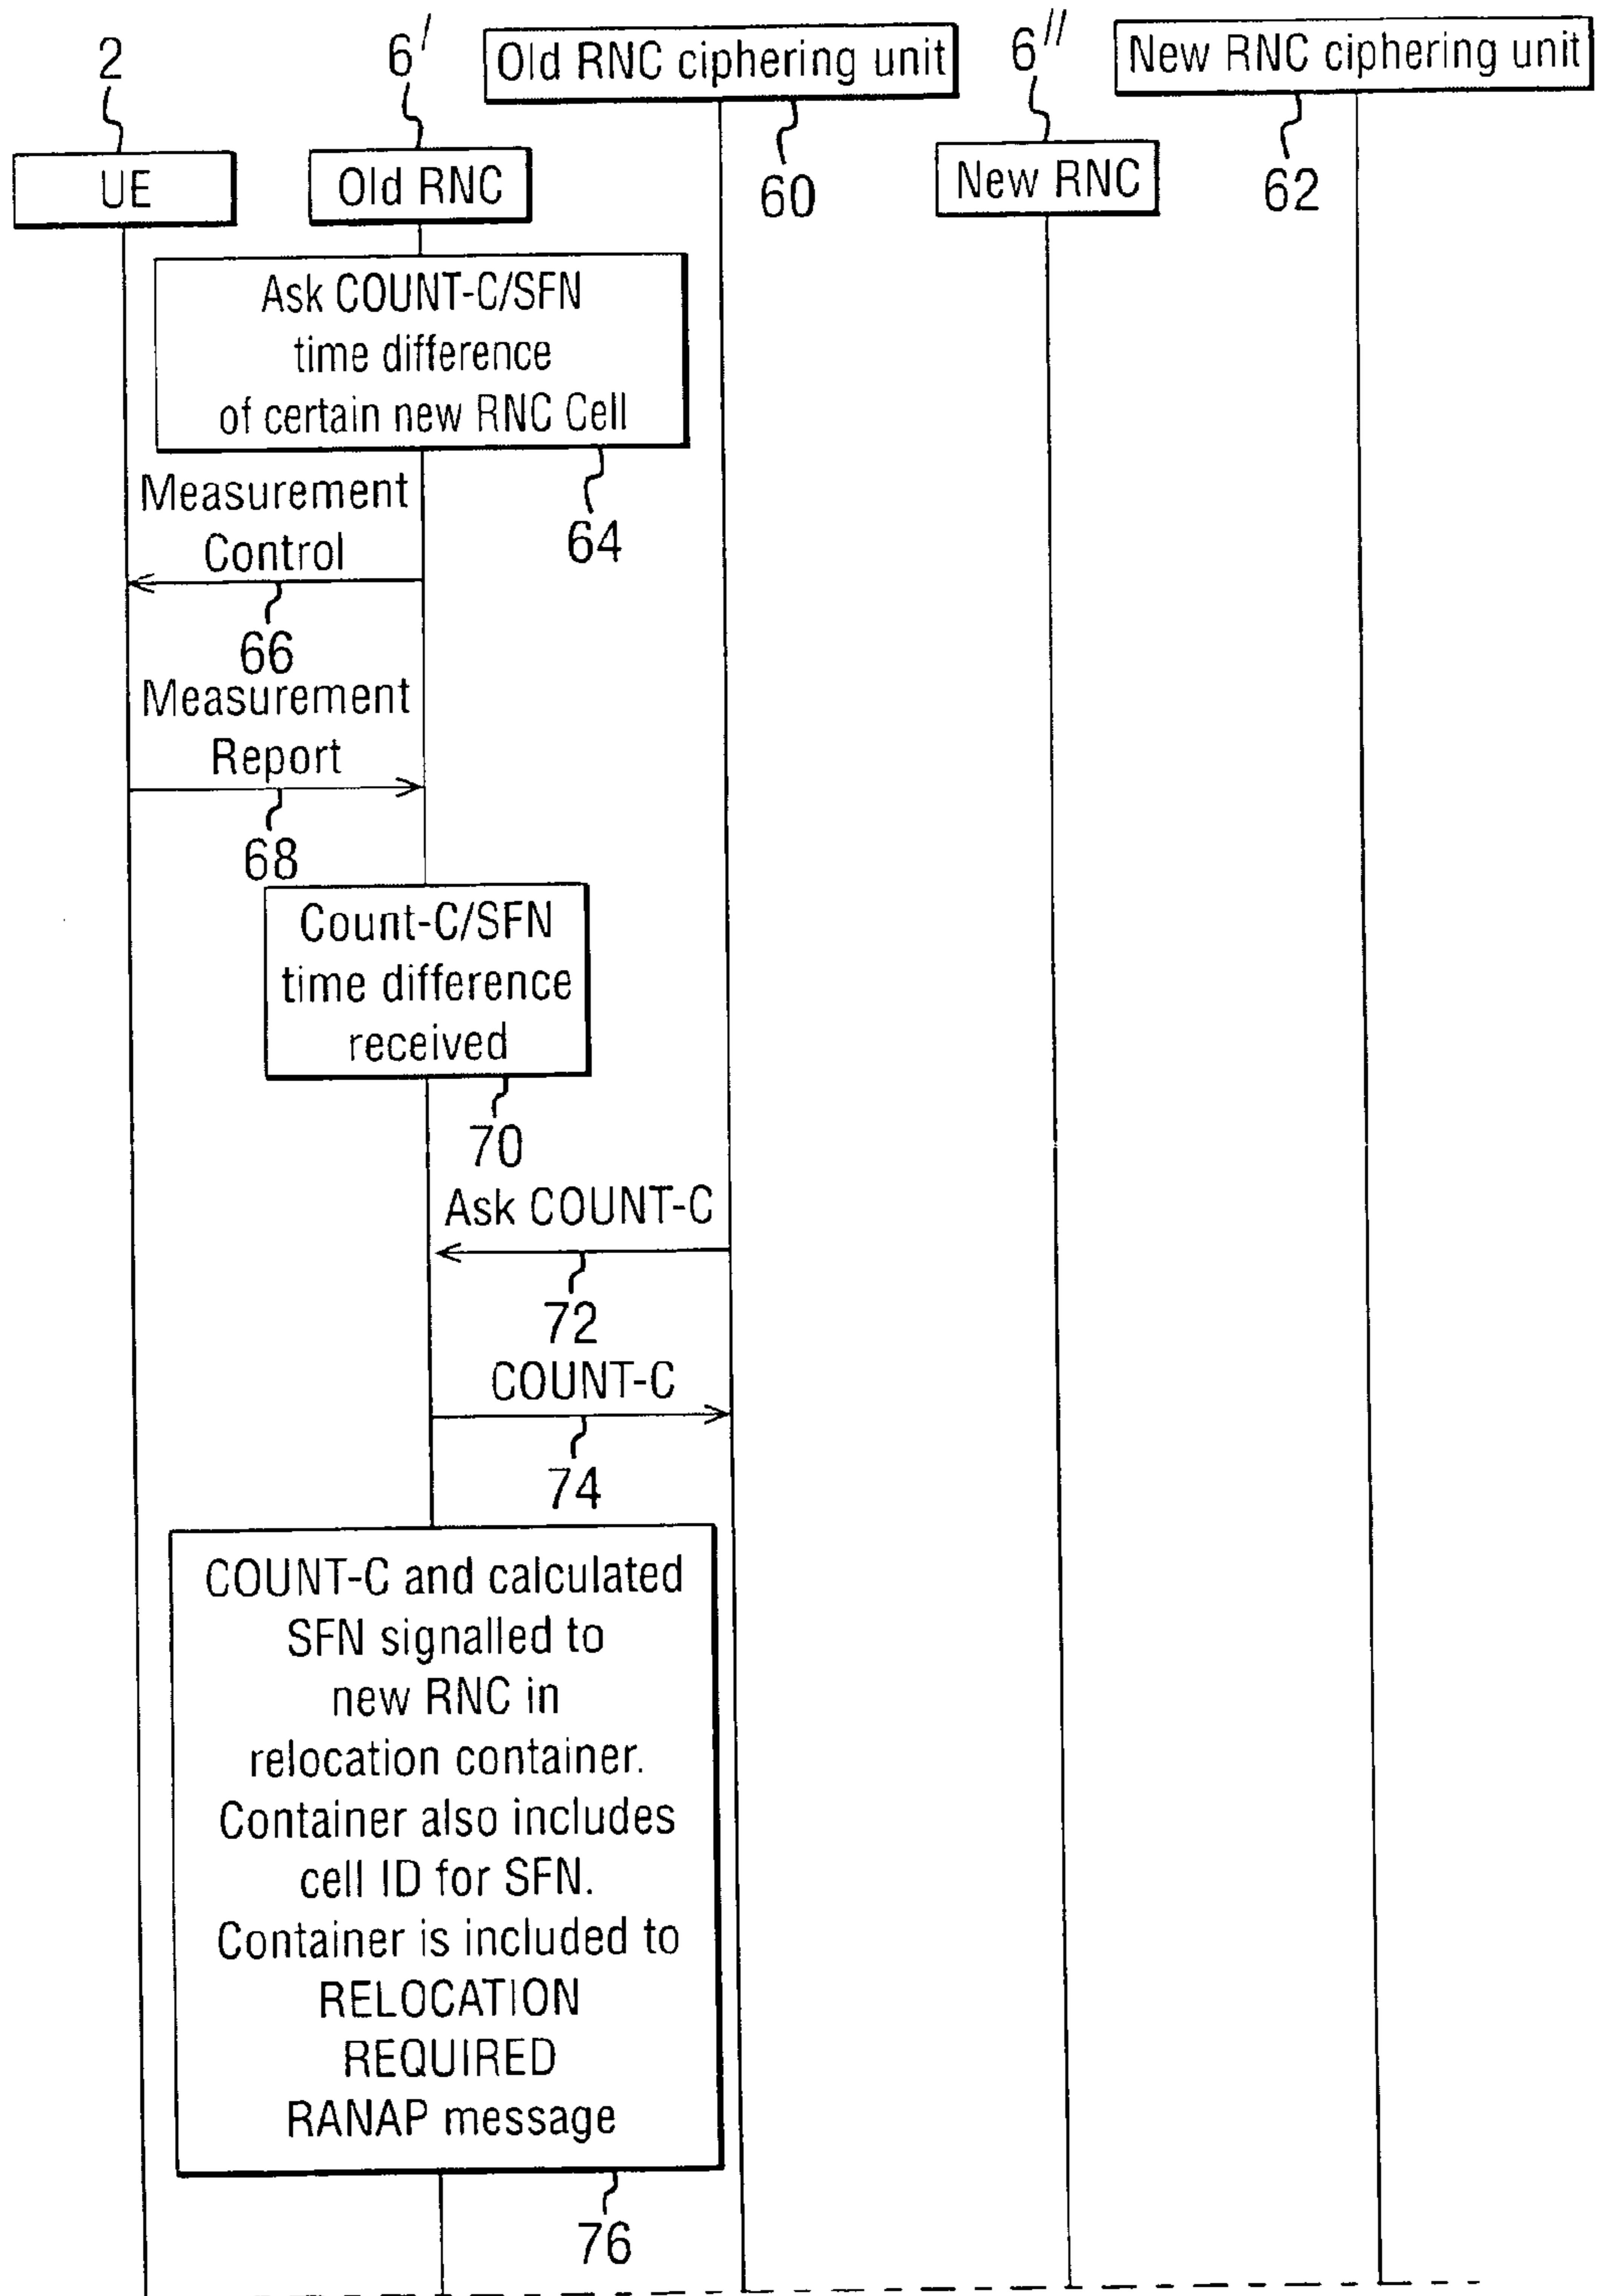 2
6′
Old RNC ciphering unit
6″
New RNC ciphering unit
UE
Old RNC
60
New RNC
62
Ask COUNT-C/SFN
time difference
of certain new RNC Cell
64
Measurement
Control
66
Measurement
Report
68
Count-C/SFN
time difference
received
70
Ask COUNT-C
72
COUNT-C
74
COUNT-C and calculated
SFN signalled to
new RNC in
relocation container.
Container also includes
cell ID for SFN.
Container is included to
RELOCATION
REQUIRED
RANAP message
76